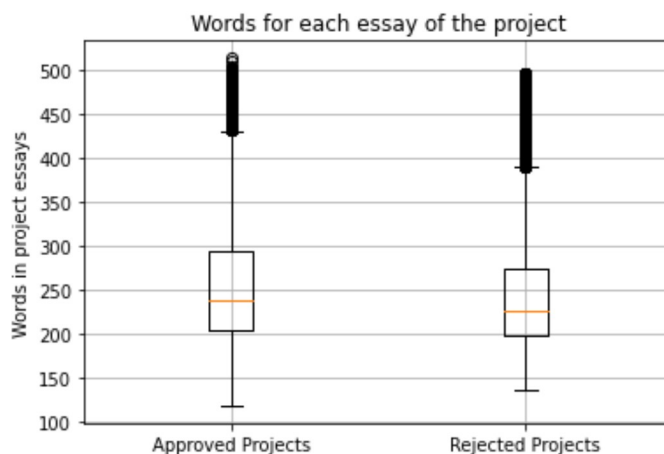 Words for each essay of the project
Words in project essays
500
450
400
350
300
250
200
150
100
Approved Projects
Rejected Projects